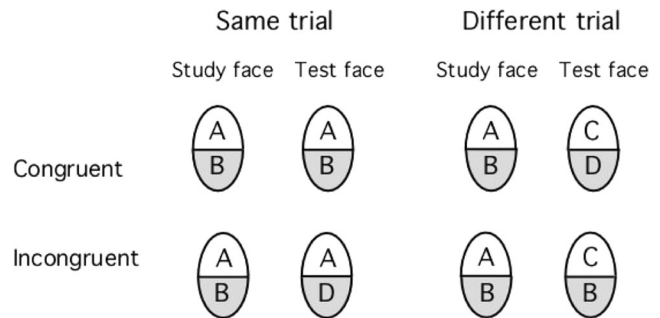 Same trial Different trial
Study face Test face Study face Test face
A A A C
Congruent B B B D
Incongruent A A A C
B D B B